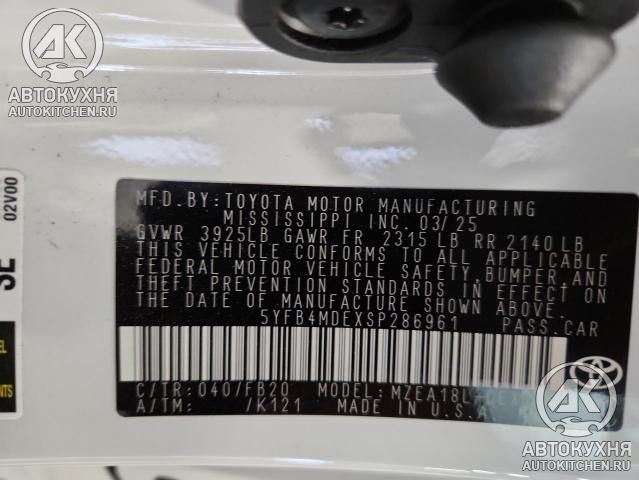 АК
АВТОКУХНЯ
AUTOKITCHEN.RU
02V00
SE
MFD.BY:TOYOTA MOTOR MANUFACTURING
MISSISSIPPI INC. 03/25
GVWR 3925LB GAWR FR 2315 LB RR 2140 LB
THIS VEHICLE CONFORMS TO ALL APPLICABLE
FEDERAL MOTOR VEHICLE SAFETY,BUMPER,AND
THEFT PREVENTION STANDARDS IN EFFECT ON
THE DATE OF MANUFACTURE SHOWN ABOVE.
5YFB4MDEXSP286961 PASS.CAR
C/TR: 040/FB20 MODEL: MZEA18L
A/TM: /K121 MADE IN U.S.A.
АК
АВТОКУХНЯ
AUTOKITCHEN.RU